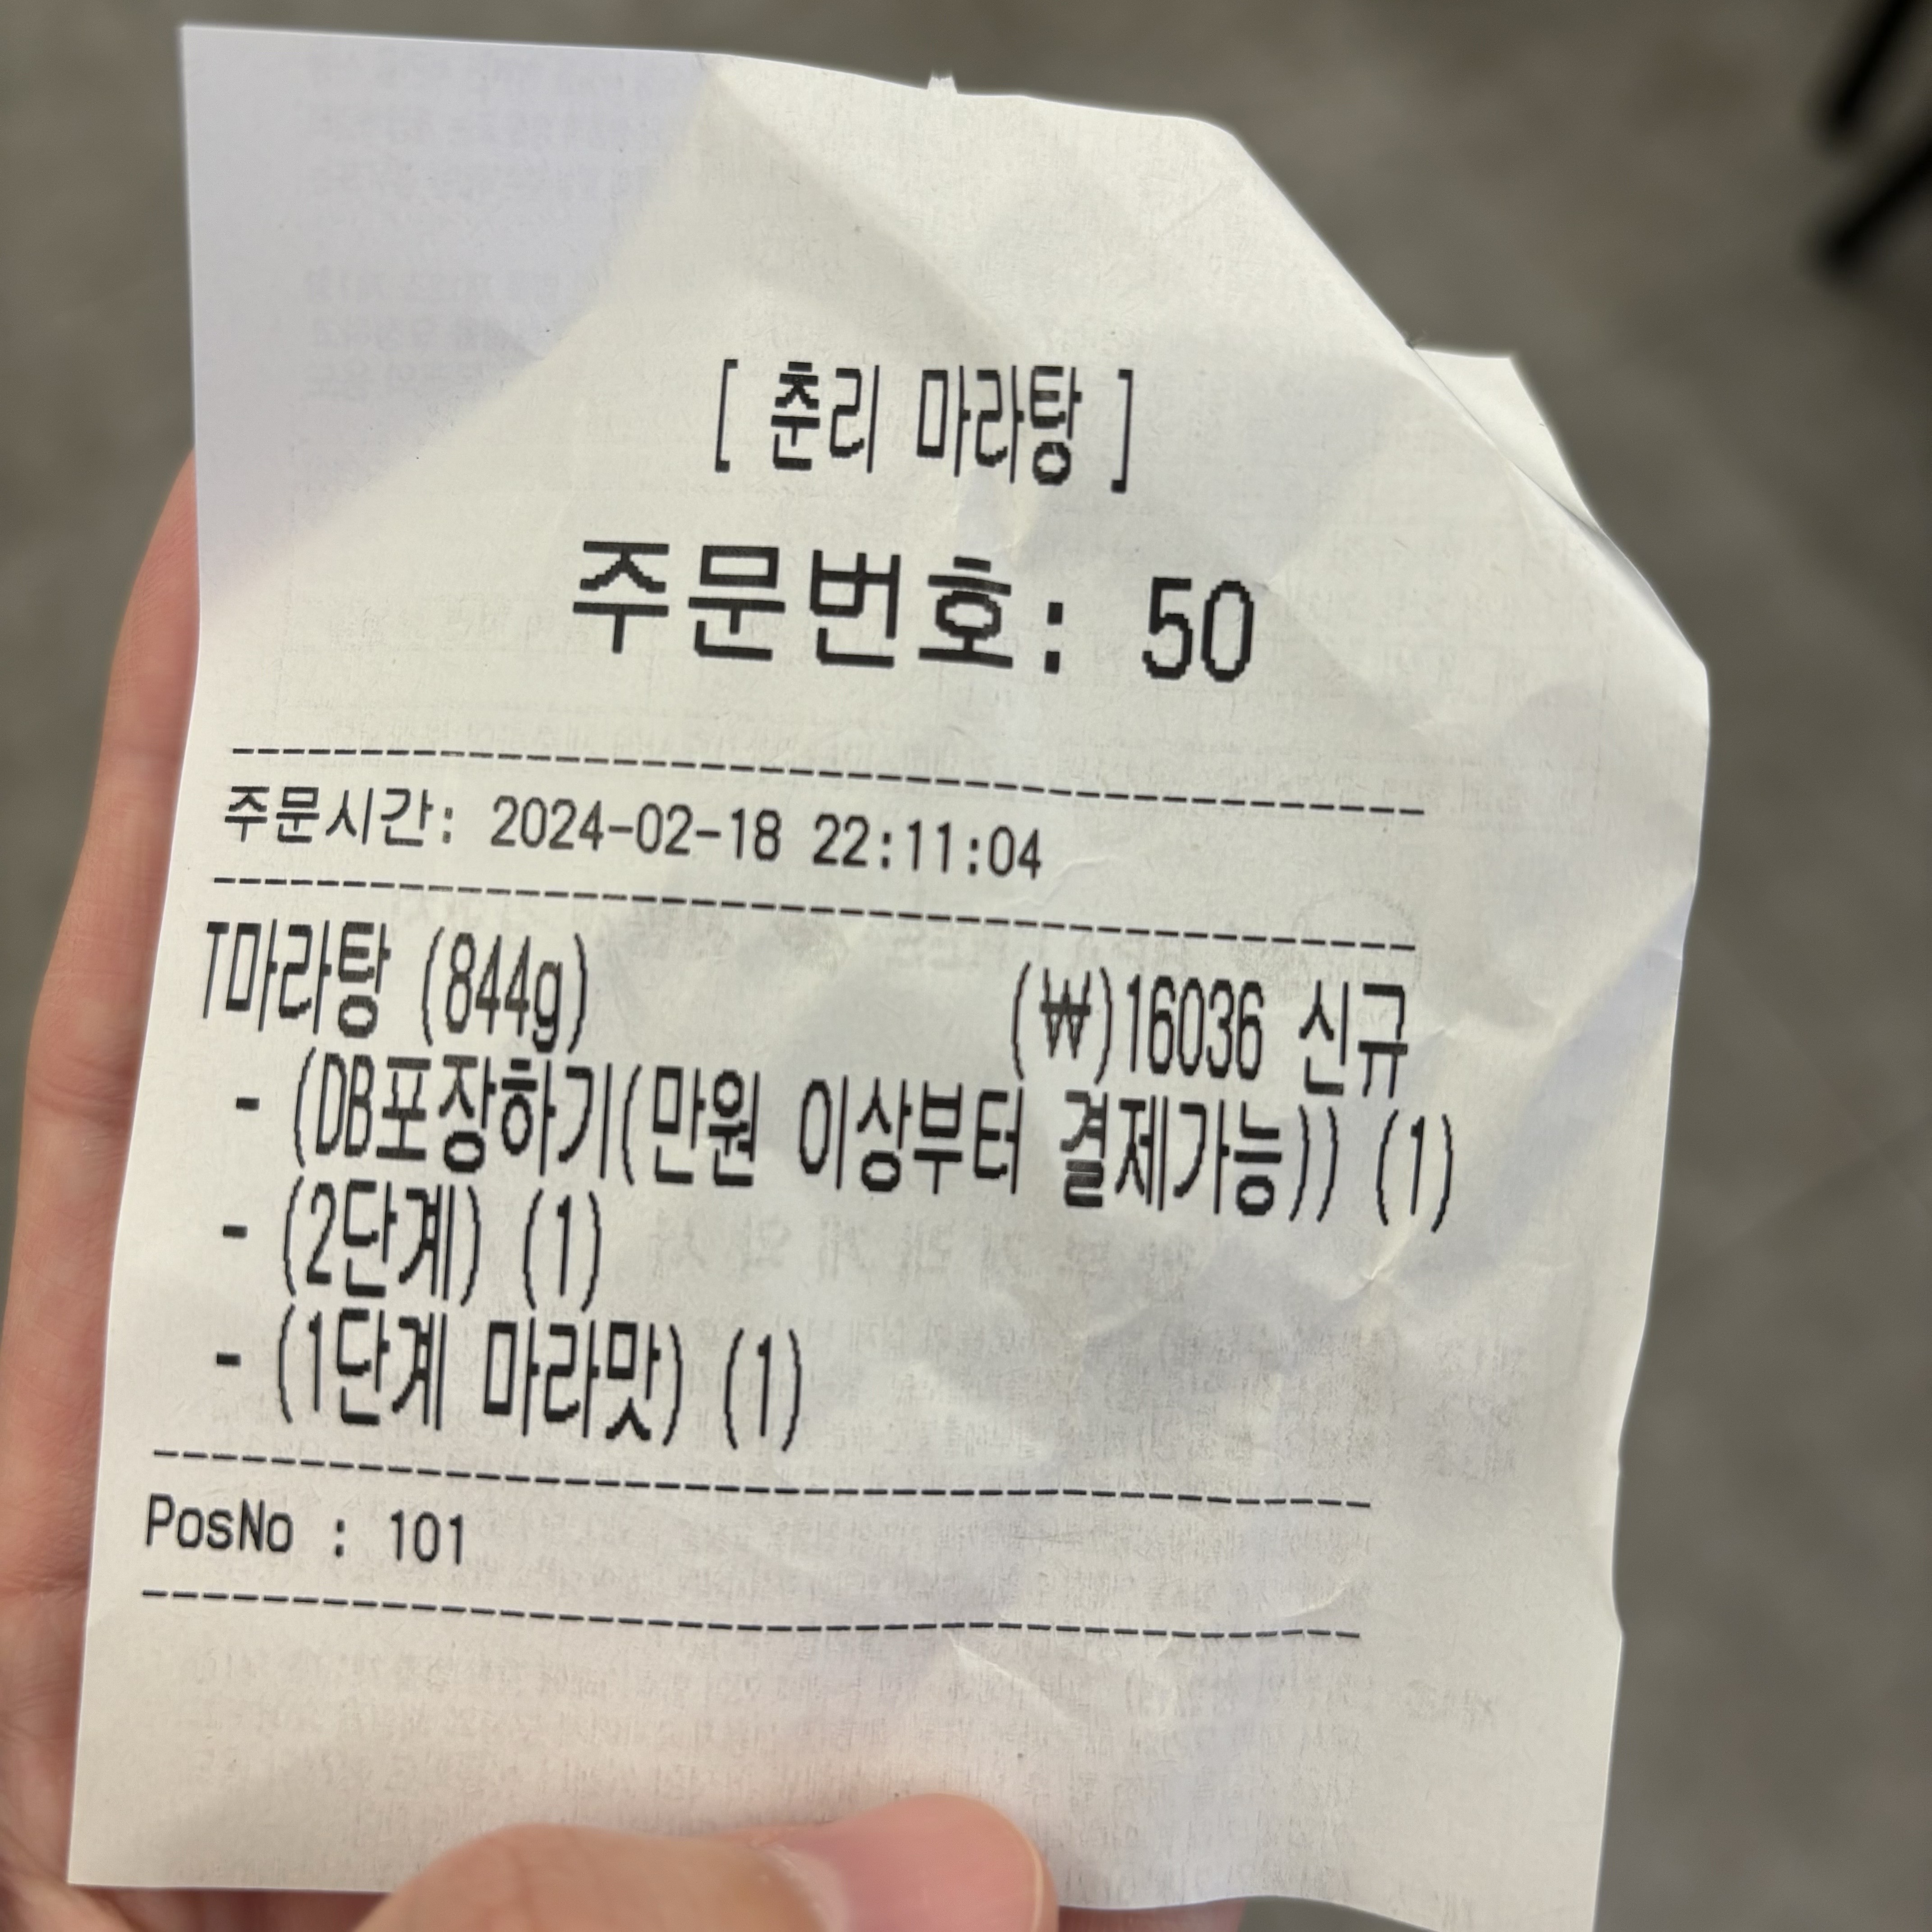 [ 춘리 마라탕 ]
주문번호: 50
주문시간: 2024-02-18 22:11:04
T마라탕 (844g) (₩)16036 신규
- (DB포장하기(만원 이상부터 결제가능)) (1)
- (2단계) (1)
- (1단계 마라맛) (1)
PosNo : 101